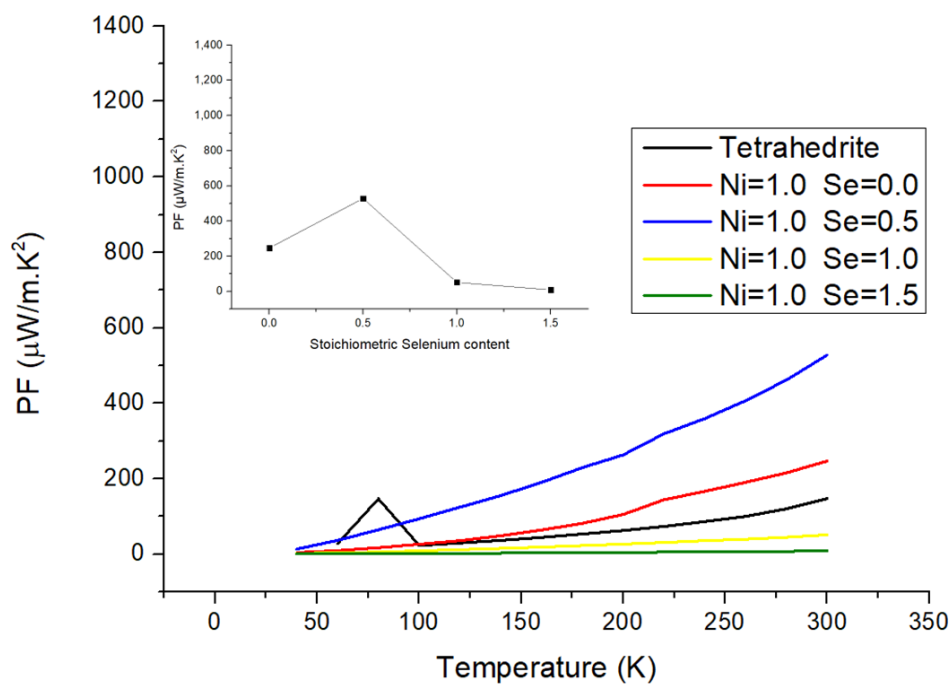 1400
1200
1000
800
600
400
200
0
PF (μW/m.K²)
0 50 100 150 200 250 300 350
Temperature (K)
1,400
1,200
1,000
800
600
400
200
0
PF (μW/m.K²)
0.0 0.5 1.0 1.5
Stoichiometric Selenium content
Tetrahedrite
Ni=1.0 Se=0.0
Ni=1.0 Se=0.5
Ni=1.0 Se=1.0
Ni=1.0 Se=1.5